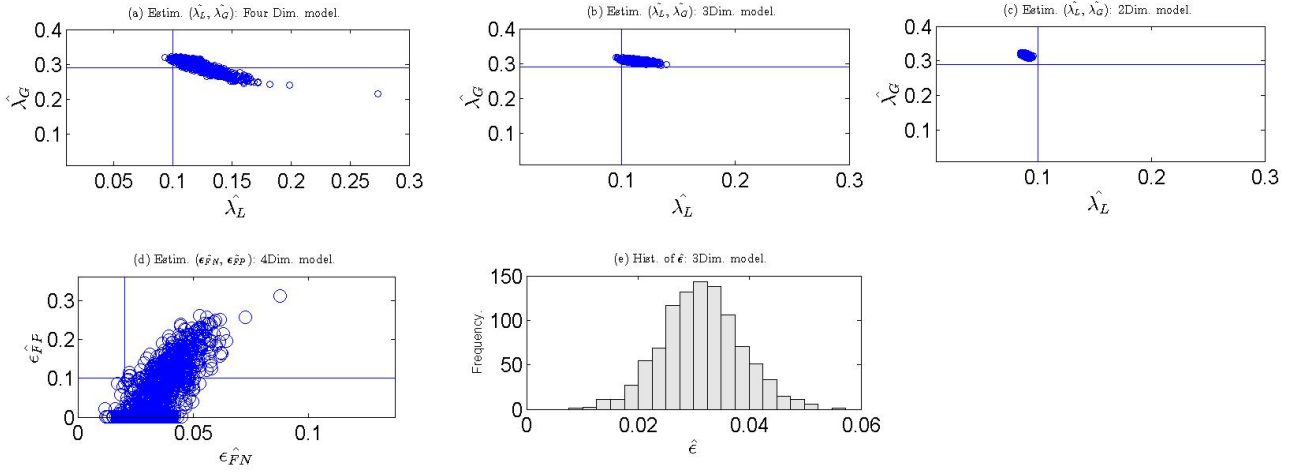 (a) Estim. (λ̂_L, λ̂_G): Four Dim. model.
0.4
0.3
0.2
0.1
λ̂_G
0.05
0.1
0.15
0.2
0.25
0.3
λ̂_L
(b) Estim. (λ̂_L, λ̂_G): 3Dim. model.
0.4
0.3
0.2
0.1
λ̂_G
0.1
0.2
0.3
λ̂_L
(c) Estim. (λ̂_L, λ̂_G): 2Dim. model.
0.4
0.3
0.2
0.1
λ̂_G
0.1
0.2
0.3
λ̂_L
(d) Estim. (ϵ̂_FN, ϵ̂_FP): 4Dim. model.
0.3
0.2
0.1
0
ϵ̂_FP
0
0.05
0.1
ϵ̂_FN
(e) Hist. of ϵ̂: 3Dim. model.
150
100
50
0
Frequency.
0
0.02
0.04
0.06
ϵ̂